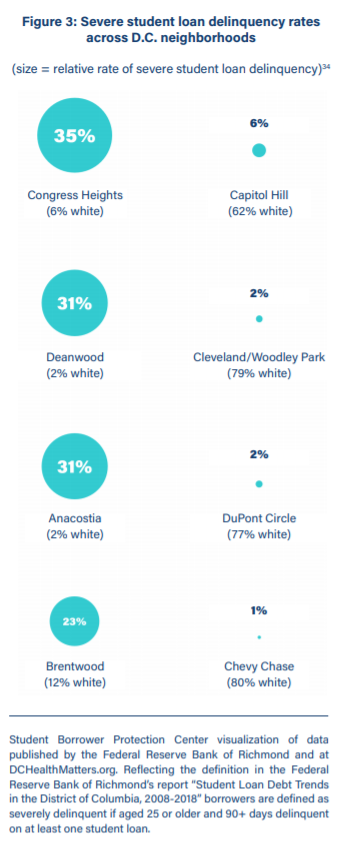 Figure 3: Severe student loan delinquency rates
across D.C. neighborhoods
(size = relative rate of severe student loan delinquency)³⁴
35%
Congress Heights
(6% white)
6%
Capitol Hill
(62% white)
31%
Deanwood
(2% white)
2%
Cleveland/Woodley Park
(79% white)
31%
Anacostia
(2% white)
2%
DuPont Circle
(77% white)
23%
Brentwood
(12% white)
1%
Chevy Chase
(80% white)
Student Borrower Protection Center visualization of data
published by the Federal Reserve Bank of Richmond and at
DCHealthMatters.org. Reflecting the definition in the Federal
Reserve Bank of Richmond's report "Student Loan Debt Trends
in the District of Columbia, 2008-2018" borrowers are defined as
severely delinquent if aged 25 or older and 90+ days delinquent
on at least one student loan.